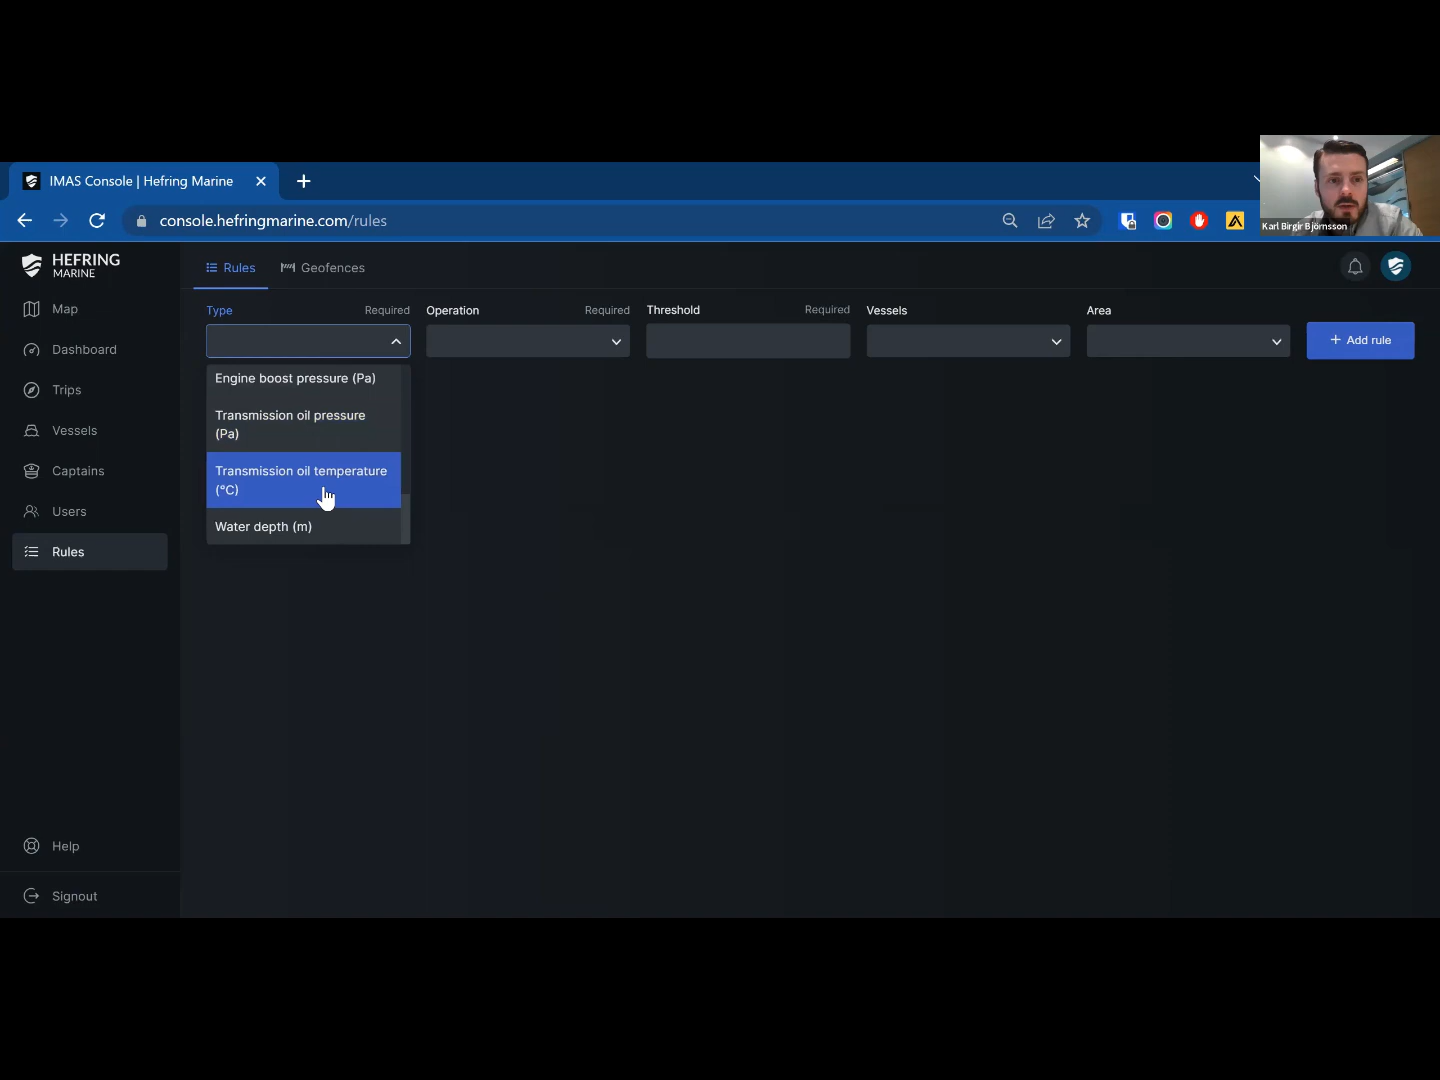 IMAS Console | Hefring Marine
console.hefringmarine.com/rules
Karl Birgir Björnsson
HEFRING
MARINE
Rules
Geofences
Map
Dashboard
Trips
Vessels
Captains
Users
Rules
Help
Signout
Type Required
Operation Required
Threshold Required
Vessels
Area
+ Add rule
Engine boost pressure (Pa)
Transmission oil pressure
(Pa)
Transmission oil temperature
(°C)
Water depth (m)